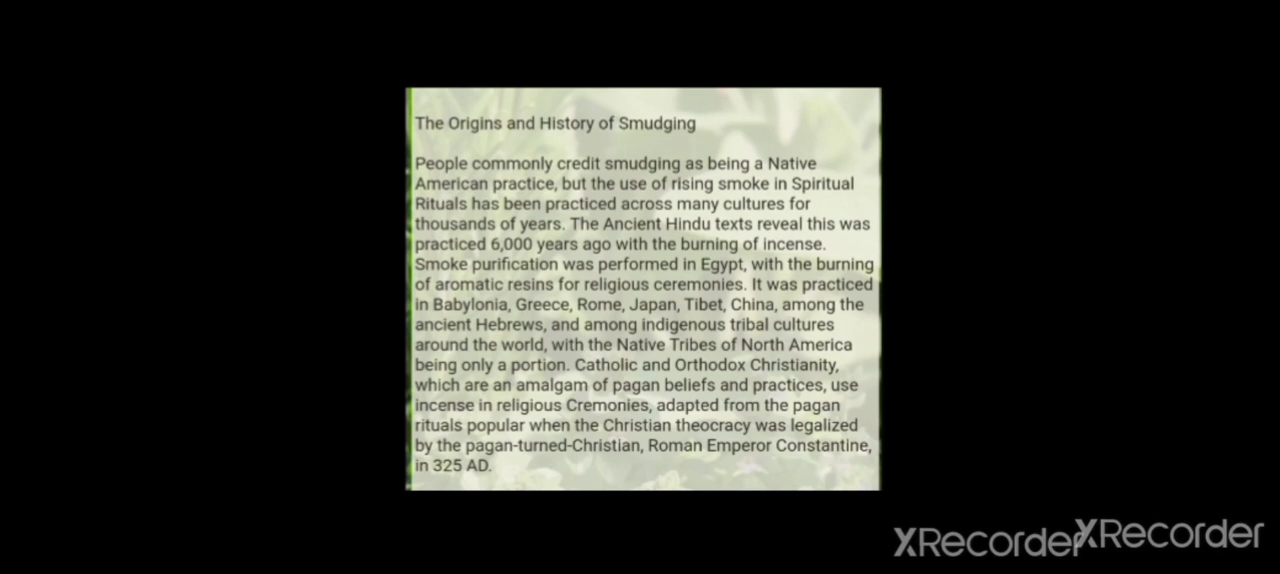 The Origins and History of Smudging
People commonly credit smudging as being a Native
American practice, but the use of rising smoke in Spiritual
Rituals has been practiced across many cultures for
thousands of years. The Ancient Hindu texts reveal this was
practiced 6,000 years ago with the burning of incense.
Smoke purification was performed in Egypt, with the burning
of aromatic resins for religious ceremonies. It was practiced
in Babylonia, Greece, Rome, Japan, Tibet, China, among the
ancient Hebrews, and among indigenous tribal cultures
around the world, with the Native Tribes of North America
being only a portion. Catholic and Orthodox Christianity,
which are an amalgam of pagan beliefs and practices, use
incense in religious Cremonies, adapted from the pagan
rituals popular when the Christian theocracy was legalized
by the pagan-turned-Christian, Roman Emperor Constantine,
in 325 AD.
XRecorder
XRecorder